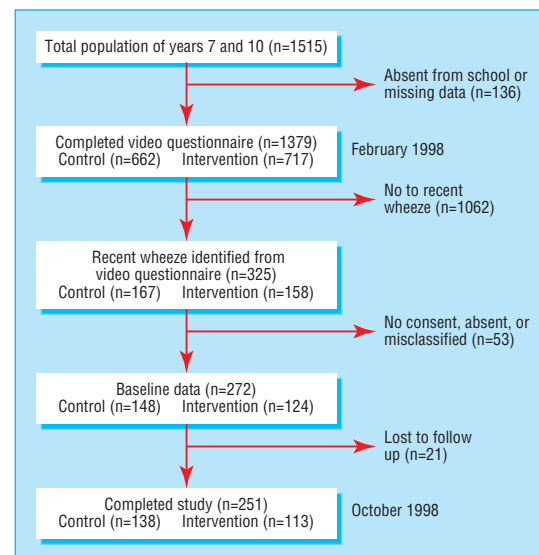 Total population of years 7 and 10 (n=1515)
Absent from school or
missing data (n=136)
Completed video questionnaire (n=1379)
Control (n=662) Intervention (n=717)
February 1998
No to recent
wheeze (n=1062)
Recent wheeze identified from
video questionnaire (n=325)
Control (n=167) Intervention (n=158)
No consent, absent, or
misclassified (n=53)
Baseline data (n=272)
Control (n=148) Intervention (n=124)
Lost to follow
up (n=21)
Completed study (n=251)
Control (n=138) Intervention (n=113)
October 1998